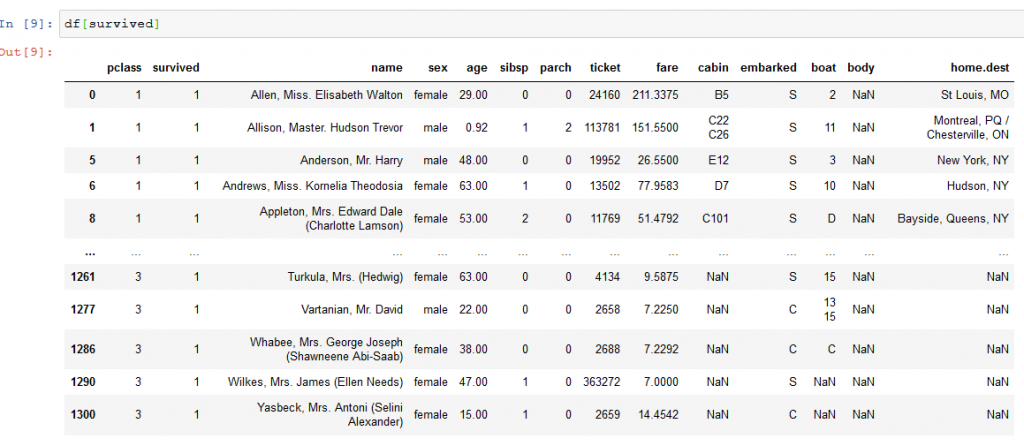 In [9]: df[survived]
Out[9]:
pclass survived name sex age sibsp parch ticket fare cabin embarked boat body home.dest
0 1 1 Allen, Miss. Elisabeth Walton female 29.00 0 0 24160 211.3375 B5 S 2 NaN St Louis, MO
1 1 1 Allison, Master. Hudson Trevor male 0.92 1 2 113781 151.5500 C22 C26 S 11 NaN Montreal, PQ / Chesterville, ON
5 1 1 Anderson, Mr. Harry male 48.00 0 0 19952 26.5500 E12 S 3 NaN New York, NY
6 1 1 Andrews, Miss. Kornelia Theodosia female 63.00 1 0 13502 77.9583 D7 S 10 NaN Hudson, NY
8 1 1 Appleton, Mrs. Edward Dale (Charlotte Lamson) female 53.00 2 0 11769 51.4792 C101 S D NaN Bayside, Queens, NY
... ... ... ... ... ... ... ... ... ... ... ... ... ... ...
1261 3 1 Turkula, Mrs. (Hedwig) female 63.00 0 0 4134 9.5875 NaN S 15 NaN NaN
1277 3 1 Vartanian, Mr. David male 22.00 0 0 2658 7.2250 NaN C 13 15 NaN NaN
1286 3 1 Whabee, Mrs. George Joseph (Shawneene Abi-Saab) female 38.00 0 0 2688 7.2292 NaN C C NaN NaN
1290 3 1 Wilkes, Mrs. James (Ellen Needs) female 47.00 1 0 363272 7.0000 NaN S NaN NaN NaN
1300 3 1 Yasbeck, Mrs. Antoni (Selini Alexander) female 15.00 1 0 2659 14.4542 NaN C NaN NaN NaN